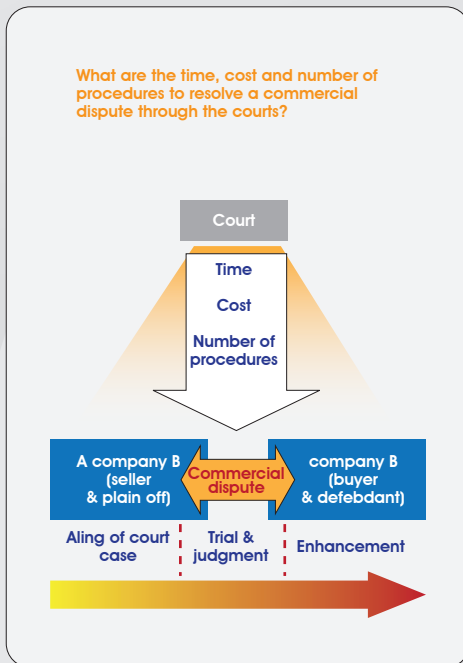 What are the time, cost and number of
procedures to resolve a commercial
dispute through the courts?
Court
Time
Cost
Number of
procedures
A company B
(seller
& plain off)
Commercial
dispute
company B
(buyer
& defebdant)
Aling of court
case
Trial &
judgment
Enhancement